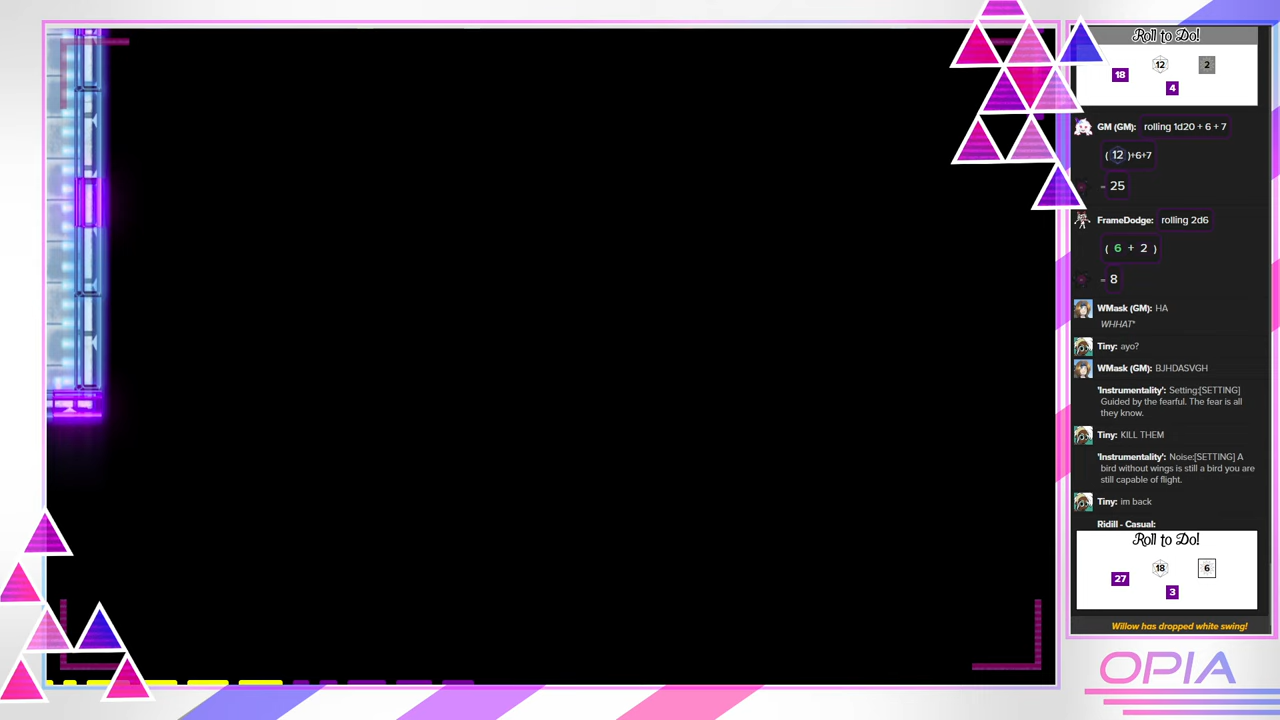 Roll to Do!
18
12
2
4
GM (GM): rolling 1d20 + 6 + 7
( 12 )+6+7
= 25
FrameDodge: rolling 2d6
( 6 + 2 )
= 8
WMask (GM): HA
WHHAT*
Tiny: ayo?
WMask (GM): BJHDASVGH
'Instrumentality': Setting:[SETTING]
Guided by the fearful. The fear is all
they know.
Tiny: KILL THEM
'Instrumentality': Noise:[SETTING] A
bird without wings is still a bird you are
still capable of flight.
Tiny: im back
Ridill - Casual:
Roll to Do!
27
18
6
3
Willow has dropped white swing!
OPIA